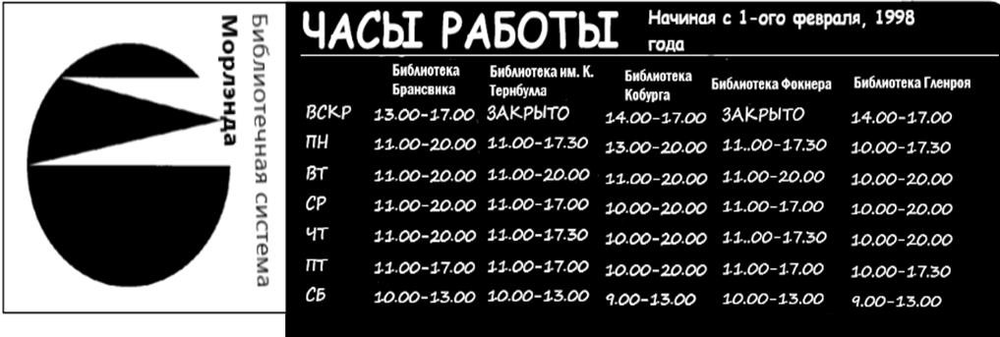 Библиотечная система
Морлэнда
ЧАСЫ РАБОТЫ
Начиная с 1-ого февраля, 1998
года
Библиотека
Брансвика
Библиотека им. К.
Тернбулла
Библиотека
Кобурга
Библиотека Фокнера
Библиотека Гленроя
ВСКР 13.00-17.00 ЗАКРЫТО 14.00-17.00 ЗАКРЫТО 14.00-17.00
ПН 11.00-20.00 11.00-17.30 13.00-20.00 11..00-17.30 10.00-17.30
ВТ 11.00-20.00 11.00-20.00 11.00-20.00 11.00-20.00 10.00-20.00
СР 11.00-20.00 11.00-17.00 10.00-20.00 11.00-17.00 10.00-20.00
ЧТ 11.00-20.00 11.00-17.30 10.00-20.00 11..00-17.30 10.00-20.00
ПТ 11.00-17.00 11.00-17.00 10.00-20.00 11.00-17.00 10.00-17.30
СБ 10.00-13.00 10.00-13.00 9.00-13.00 10.00-13.00 9.00-13.00